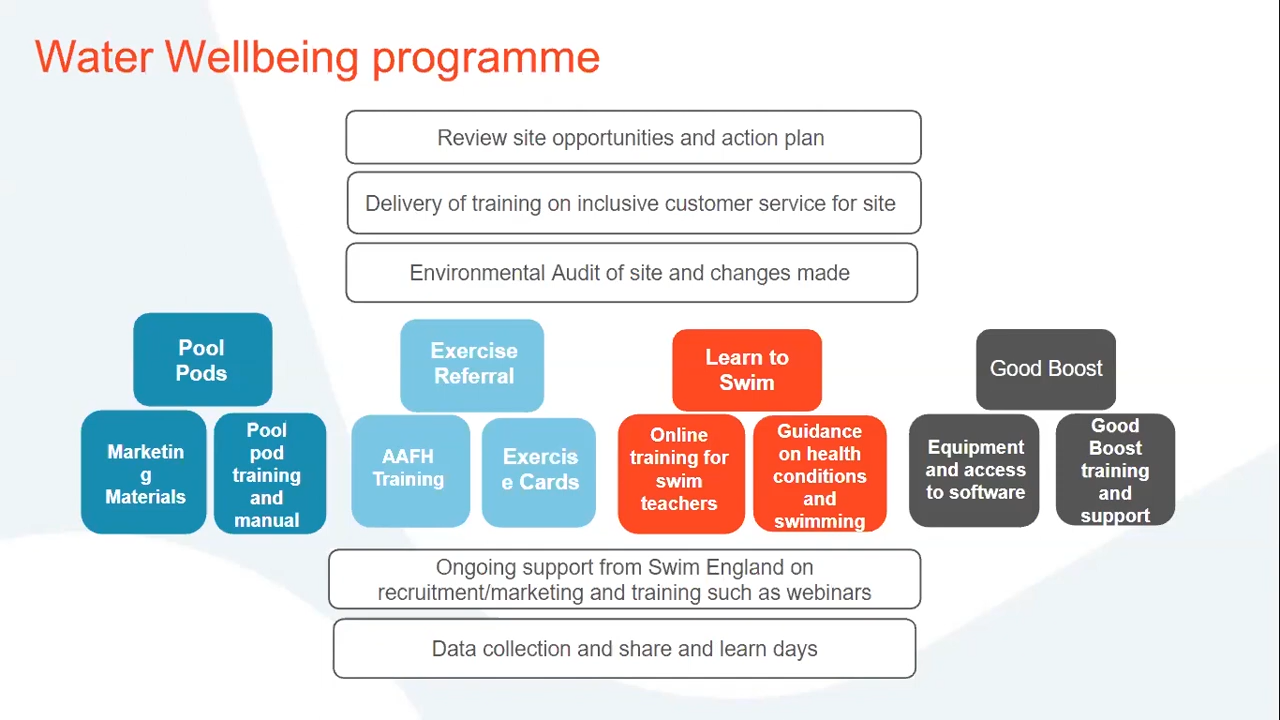 Water Wellbeing programme
Review site opportunities and action plan
Delivery of training on inclusive customer service for site
Environmental Audit of site and changes made
Pool
Pods
Marketin
g
Materials
Pool
pod
training
and
manual
Exercise
Referral
AAFH
Training
Exercis
e Cards
Learn to
Swim
Online
training for
swim
teachers
Guidance
on health
conditions
and
swimming
Good Boost
Equipment
and access
to software
Good
Boost
training
and
support
Ongoing support from Swim England on
recruitment/marketing and training such as webinars
Data collection and share and learn days